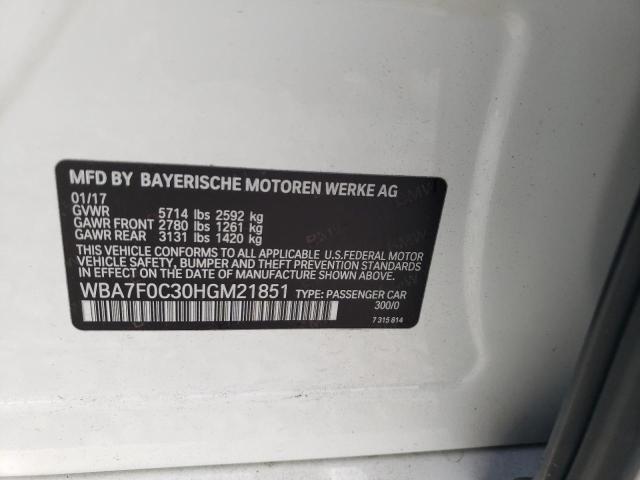 MFD BY BAYERISCHE MOTOREN WERKE AG
01/17
GVWR 5714 lbs 2592 kg
GAWR FRONT 2780 lbs 1261 kg
GAWR REAR 3131 lbs 1420 kg
THIS VEHICLE CONFORMS TO ALL APPLICABLE U.S.FEDERAL MOTOR
VEHICLE SAFETY, BUMPER AND THEFT PREVENTION STANDARDS IN
EFFECT ON THE DATE OF MANUFACTURE SHOWN ABOVE.
WBA7F0C30HGM21851 TYPE: PASSENGER CAR
300/0
7 315 814